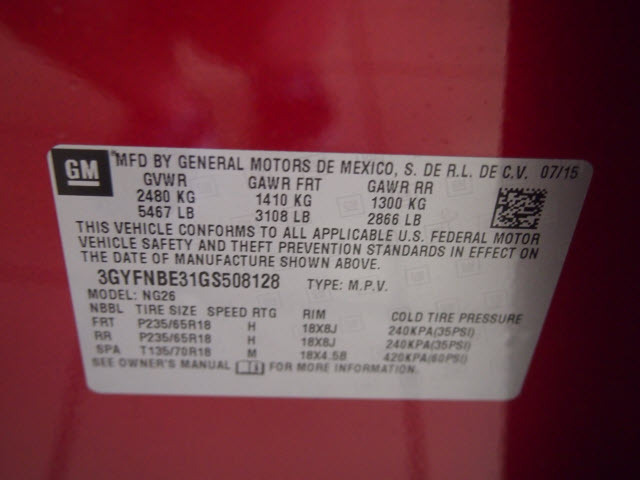 GM MFD BY GENERAL MOTORS DE MEXICO, S. DE R.L. DE C.V. 07/15
GVWR GAWR FRT GAWR RR
2480 KG 1410 KG 1300 KG
5467 LB 3108 LB 2866 LB
THIS VEHICLE CONFORMS TO ALL APPLICABLE U.S. FEDERAL MOTOR
VEHICLE SAFETY AND THEFT PREVENTION STANDARDS IN EFFECT ON
THE DATE OF MANUFACTURE SHOWN ABOVE.
3GYFNBE31GS508128 TYPE: M.P.V.
MODEL: NG26
NBBL TIRE SIZE SPEED RTG RIM COLD TIRE PRESSURE
FRT P235/65R18 H 18X8J 240KPA(35PSI)
RR P235/65R18 H 18X8J 240KPA(35PSI)
SPA T135/70R18 M 18X4.5B 420KPA(60PSI)
SEE OWNER'S MANUAL FOR MORE INFORMATION